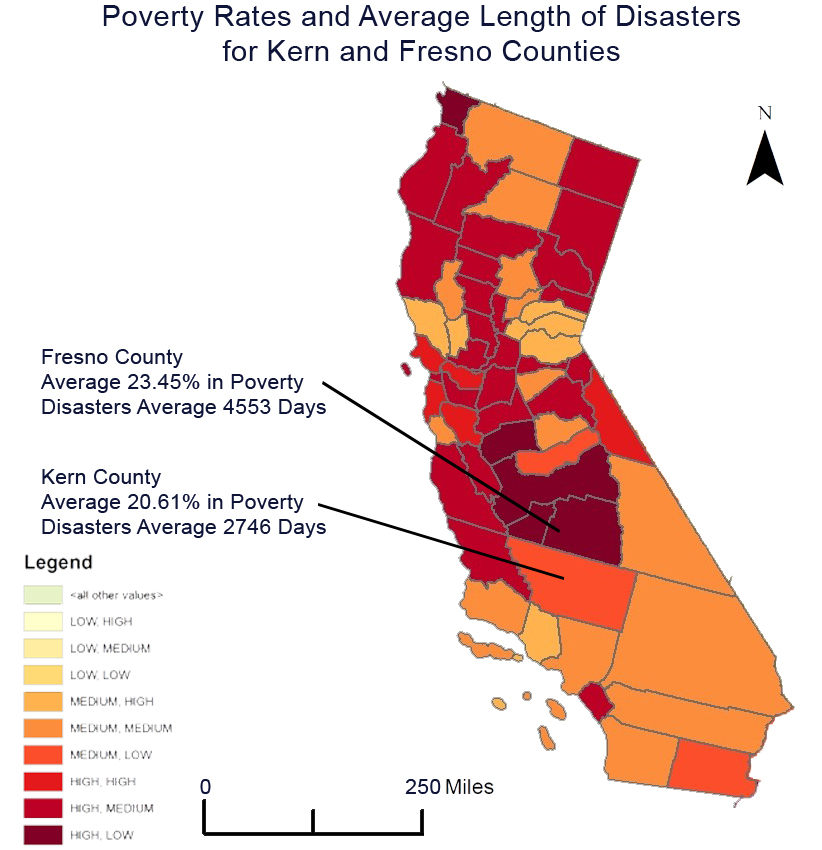 Poverty Rates and Average Length of Disasters
for Kern and Fresno Counties
N
Fresno County
Average 23.45% in Poverty
Disasters Average 4553 Days
Kern County
Average 20.61% in Poverty
Disasters Average 2746 Days
Legend
<all other values>
LOW, HIGH
LOW, MEDIUM
LOW, LOW
MEDIUM, HIGH
MEDIUM, MEDIUM
MEDIUM, LOW
HIGH, HIGH
HIGH, MEDIUM
HIGH, LOW
0 250 Miles